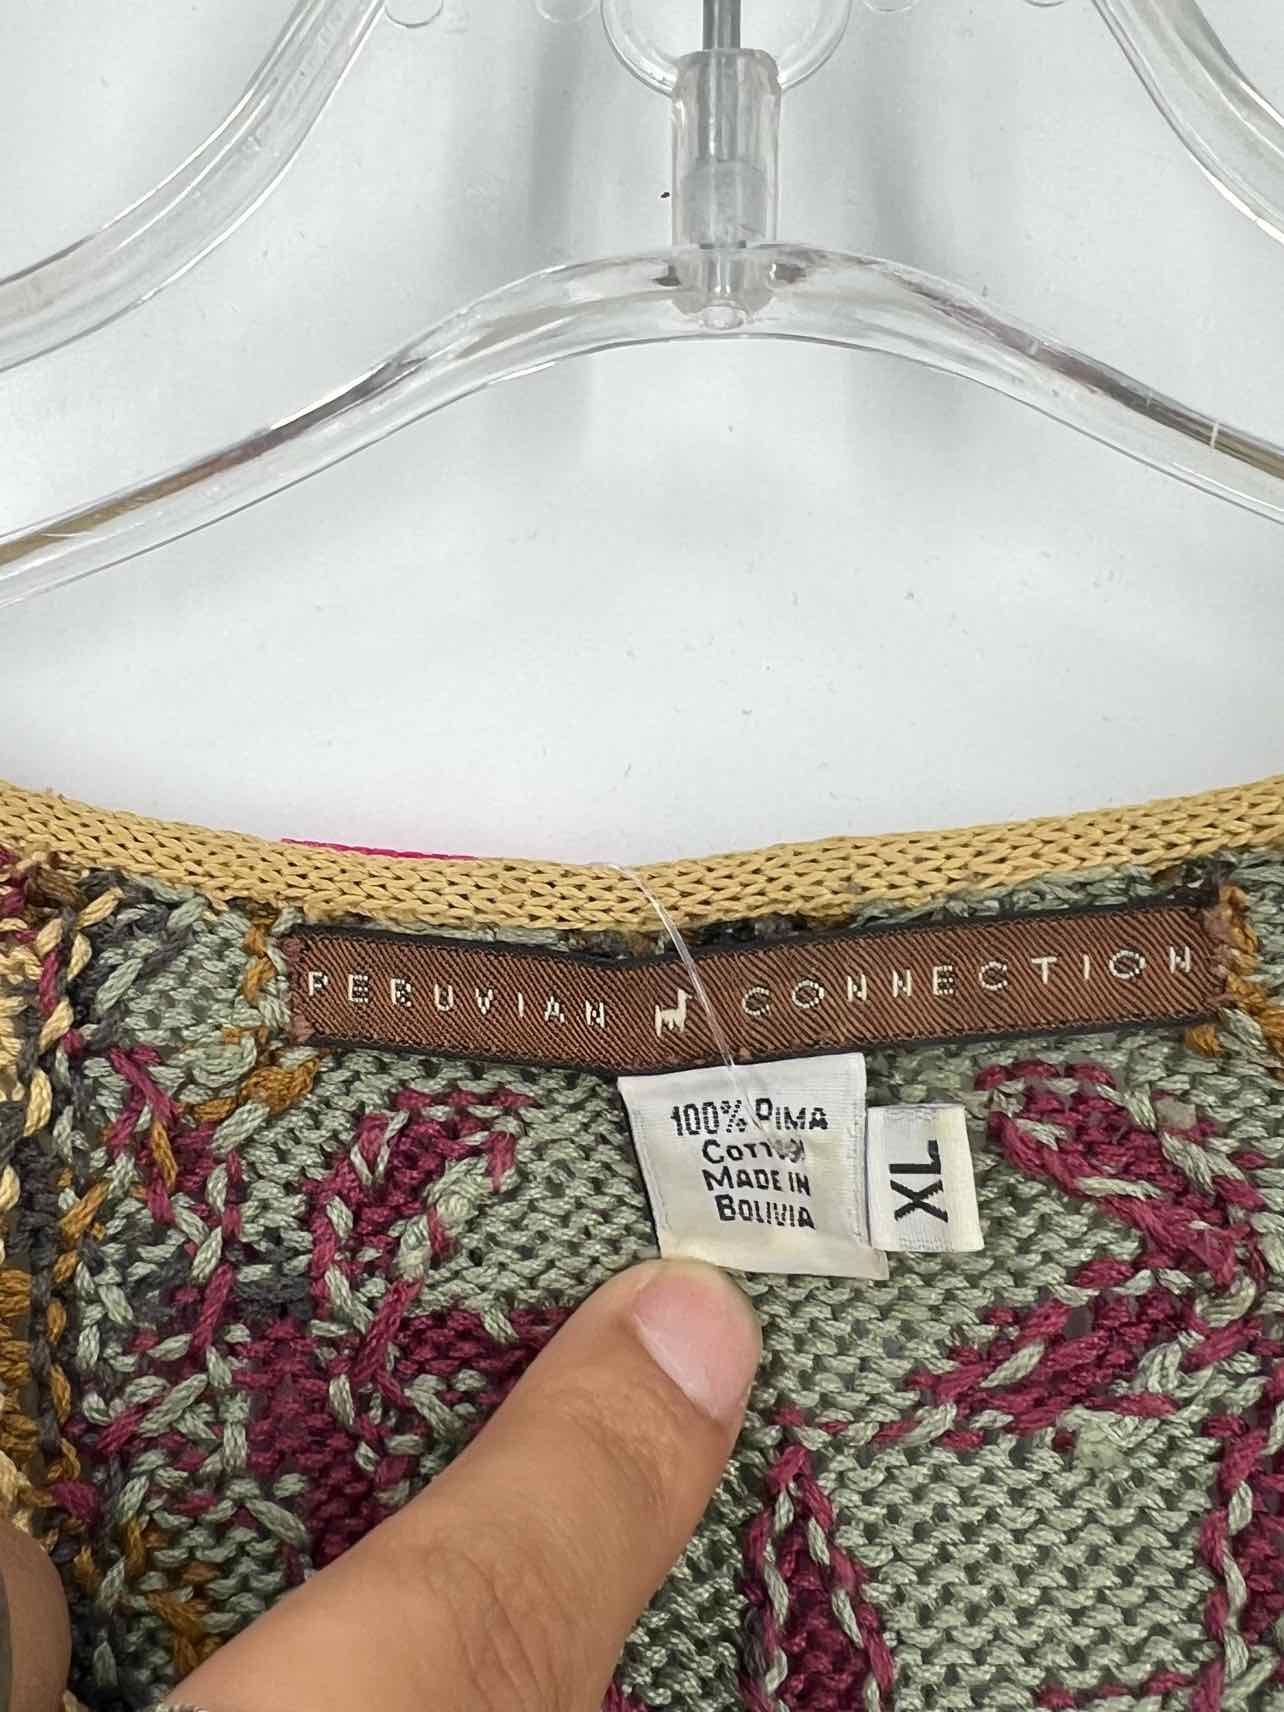 PERUVIAN CONNECTION
100% PIMA
COTTON
MADE IN
BOLIVIA
XL